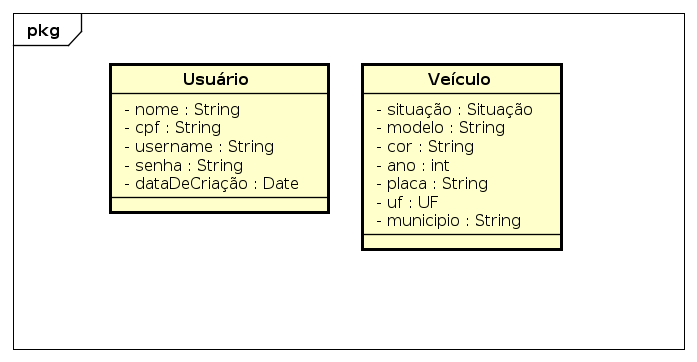 pkg
Usuário
- nome : String
- cpf : String
- username : String
- senha : String
- dataDeCriação : Date
Veículo
- situação : Situação
- modelo : String
- cor : String
- ano : int
- placa : String
- uf : UF
- municipio : String